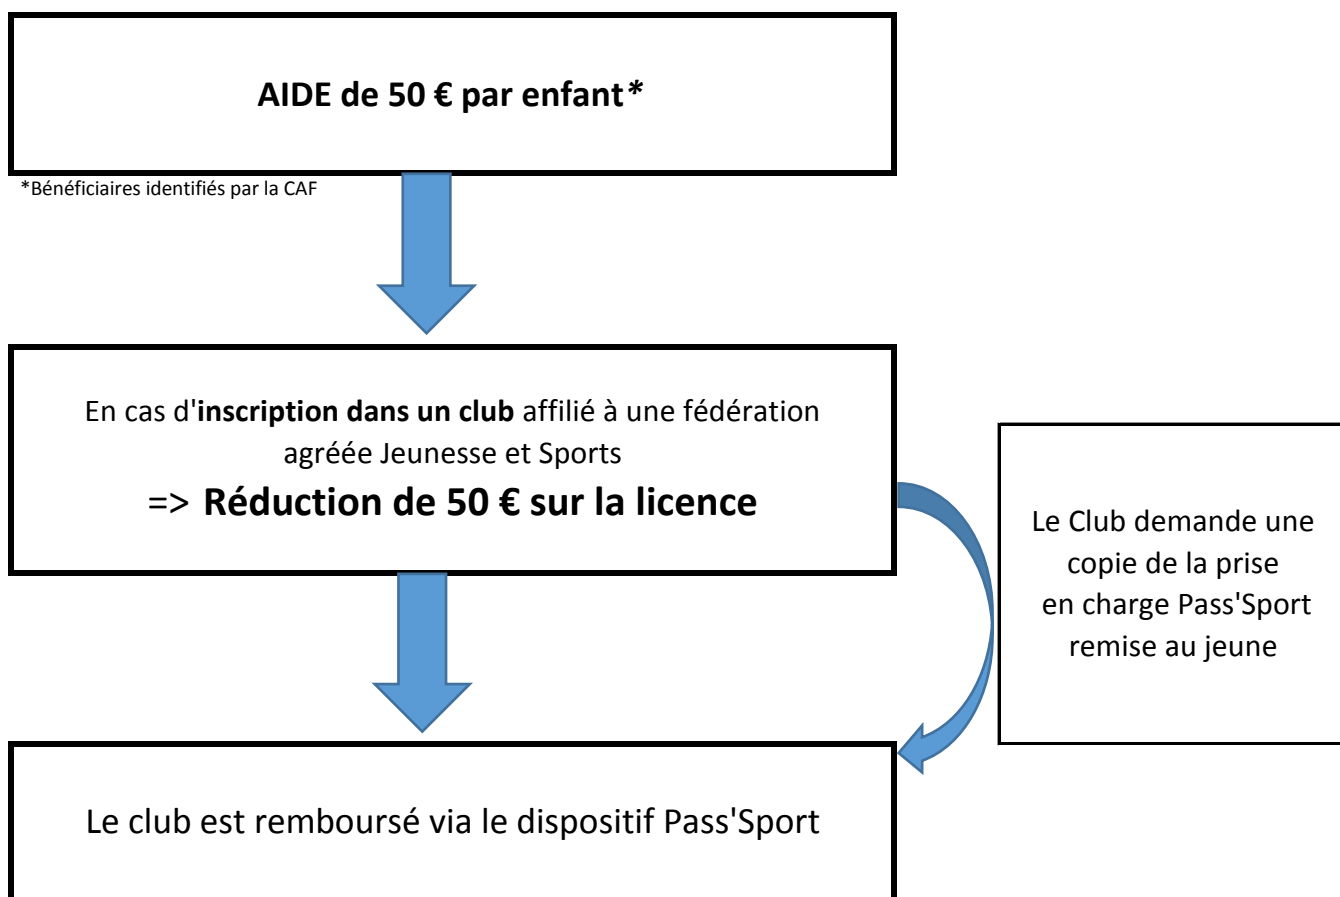 AIDE de 50 € par enfant*
*Bénéficiaires identifiés par la CAF
En cas d'inscription dans un club affilié à une fédération
agréée Jeunesse et Sports
=> Réduction de 50 € sur la licence
Le Club demande une
copie de la prise
en charge Pass'Sport
remise au jeune
Le club est remboursé via le dispositif Pass'Sport